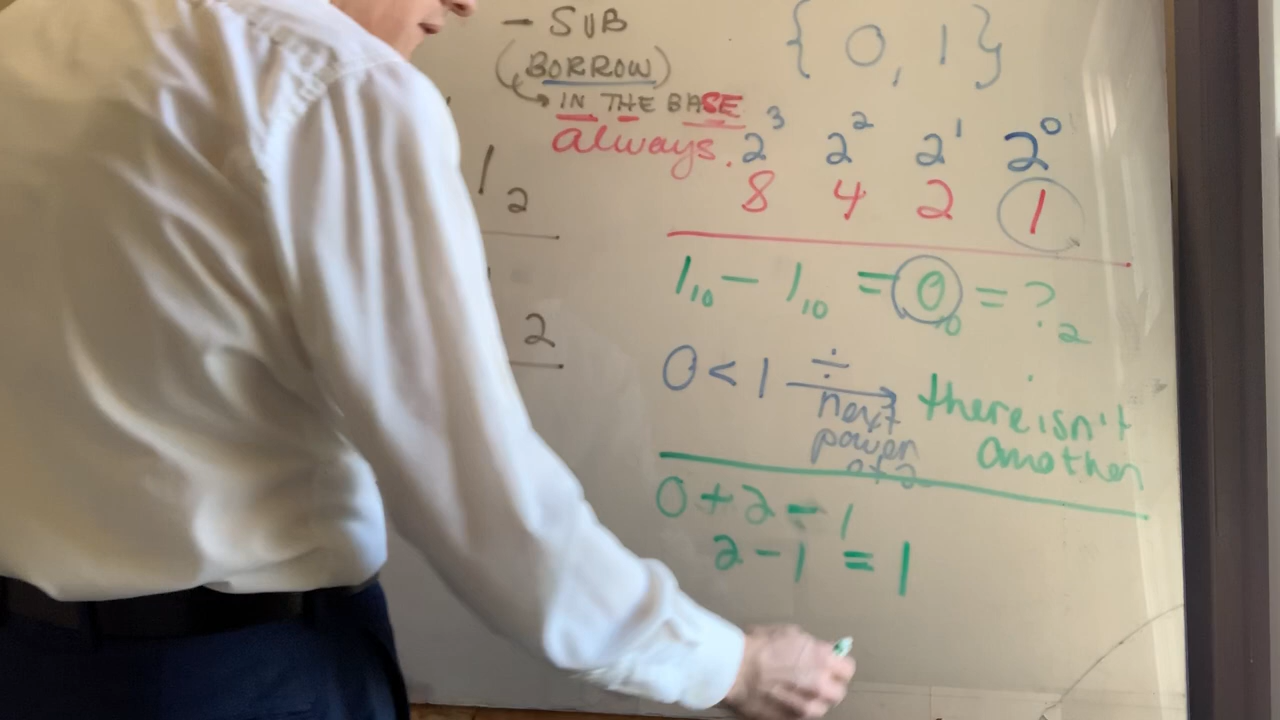 - SUB
(BORROW)
→ IN THE BASE
always.
1₂
2
{0, 1}
2³ 2² 2¹ 2⁰
8 4 2 1
1₁₀ - 1₁₀ = 0₁₀ = ?₂
0 < 1 ÷ → there isn't
next
another
power
of 2
0 + 2 - 1
2 - 1 = 1